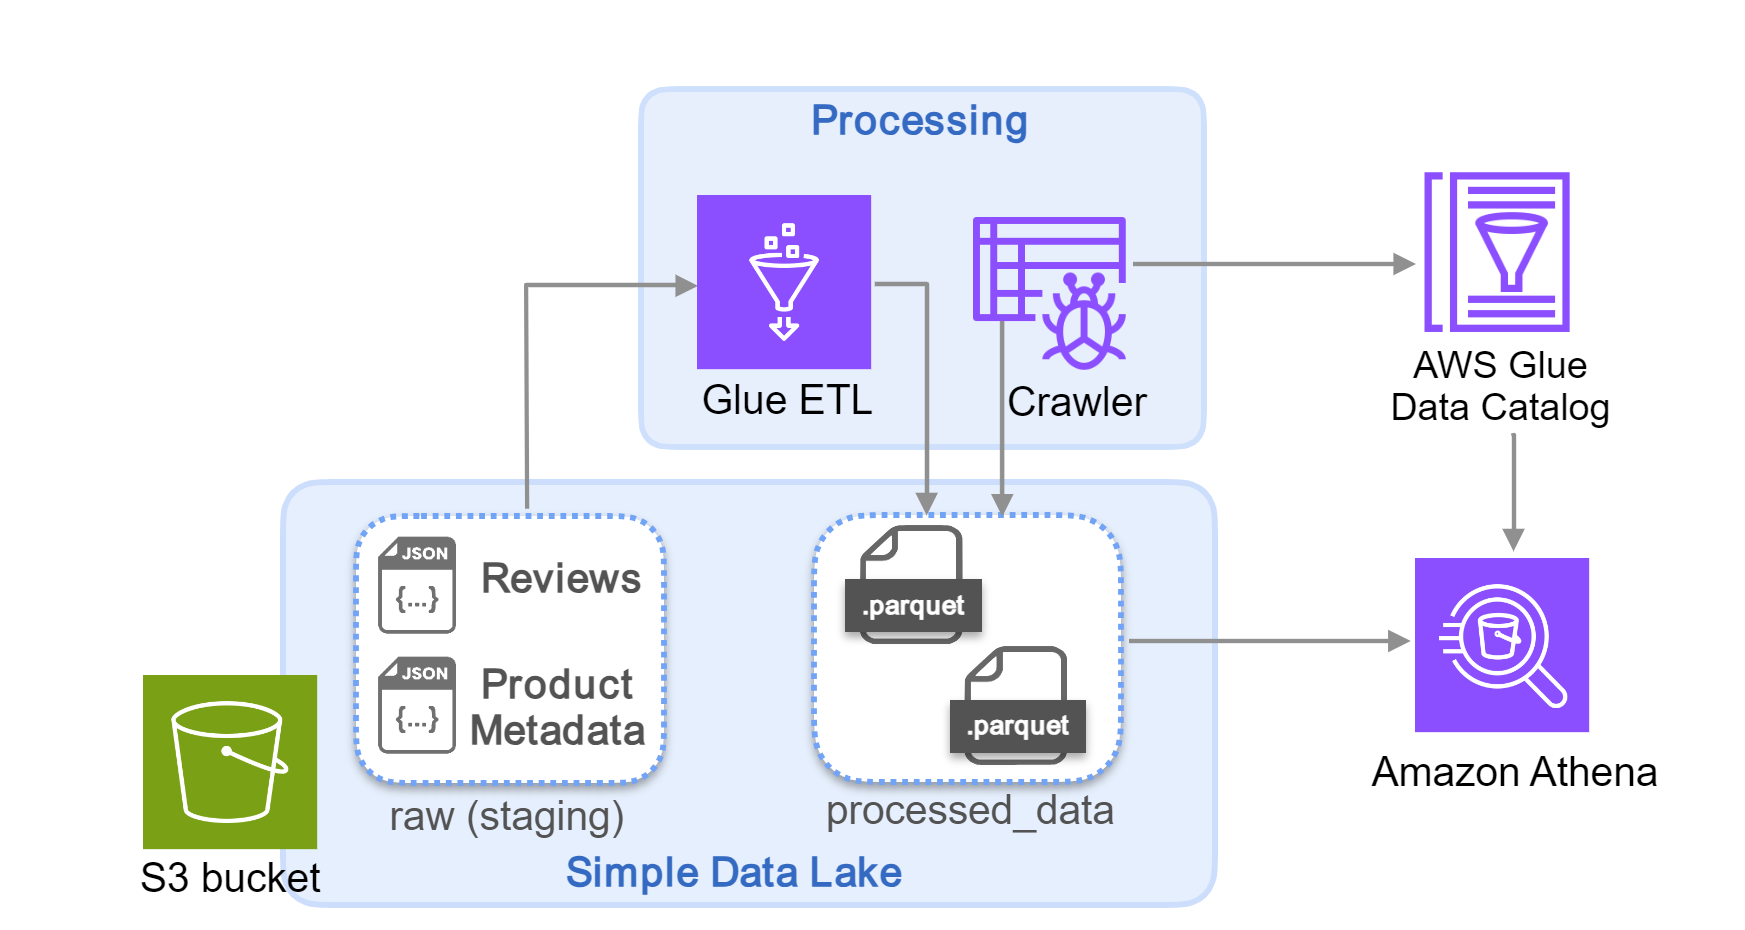 Processing
Glue ETL
Crawler
AWS Glue
Data Catalog
JSON
{...}
Reviews
JSON
{...}
Product
Metadata
raw (staging)
.parquet
.parquet
processed_data
Simple Data Lake
S3 bucket
Amazon Athena